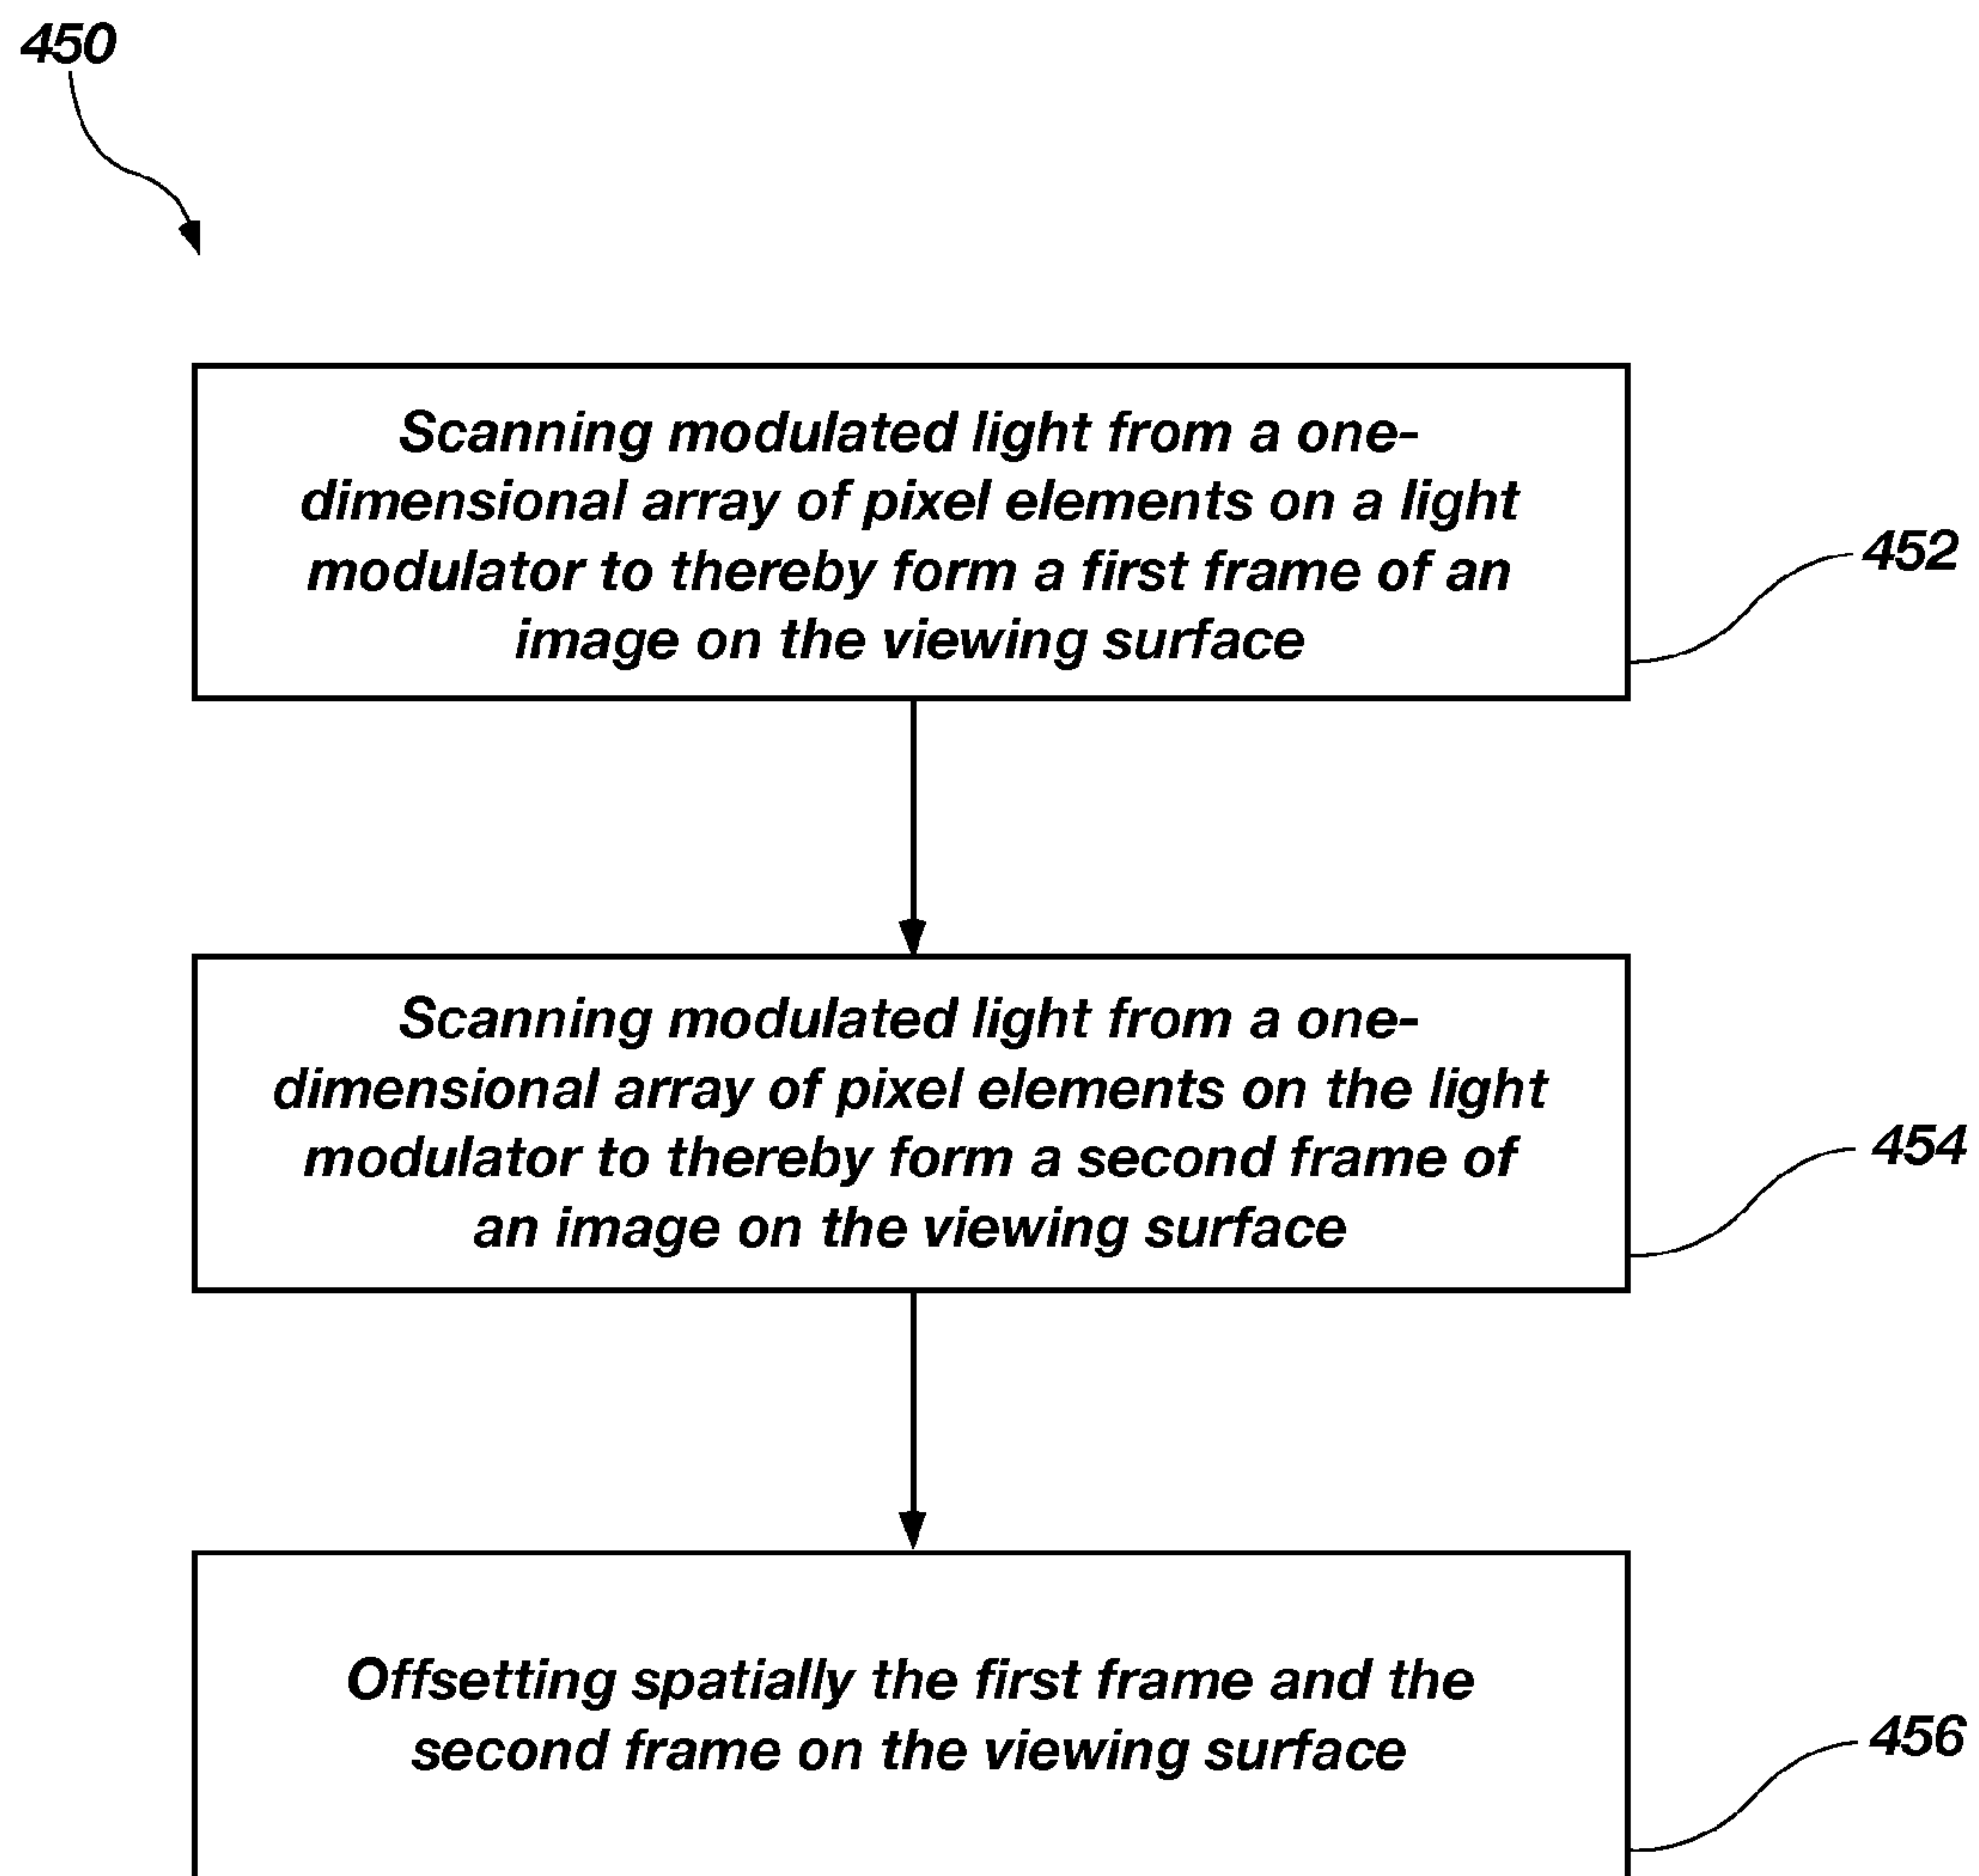 450
Scanning modulated light from a one-
dimensional array of pixel elements on a light
modulator to thereby form a first frame of an
image on the viewing surface
452
Scanning modulated light from a one-
dimensional array of pixel elements on the light
modulator to thereby form a second frame of
an image on the viewing surface
454
Offsetting spatially the first frame and the
second frame on the viewing surface
456